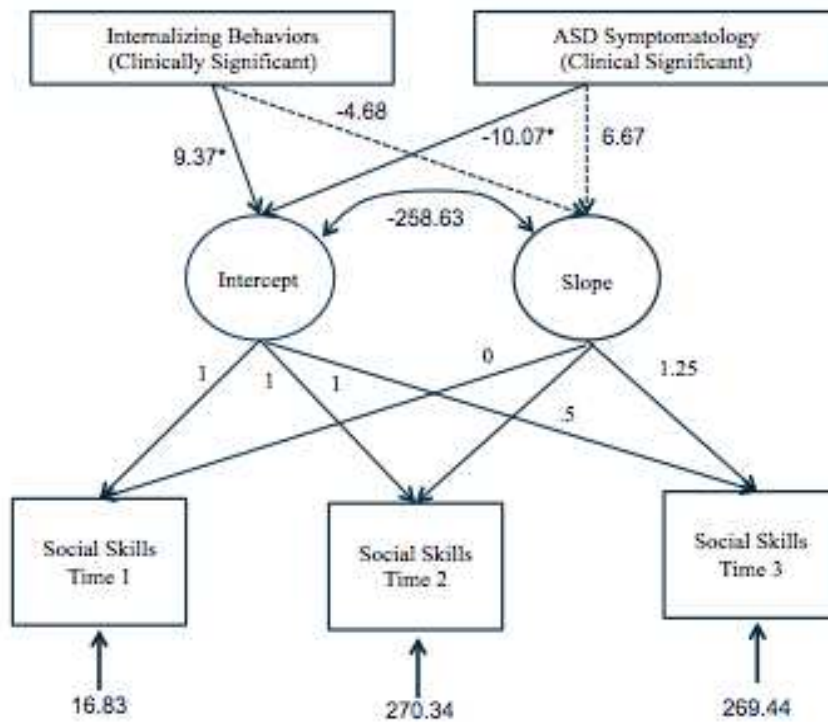 Internalizing Behaviors
(Clinically Significant)
ASD Symptomatology
(Clinical Significant)
-4.68
9.37*
-10.07*
6.67
-258.63
Intercept
Slope
1
1
1
0
.5
1.25
Social Skills
Time 1
Social Skills
Time 2
Social Skills
Time 3
16.83
270.34
269.44